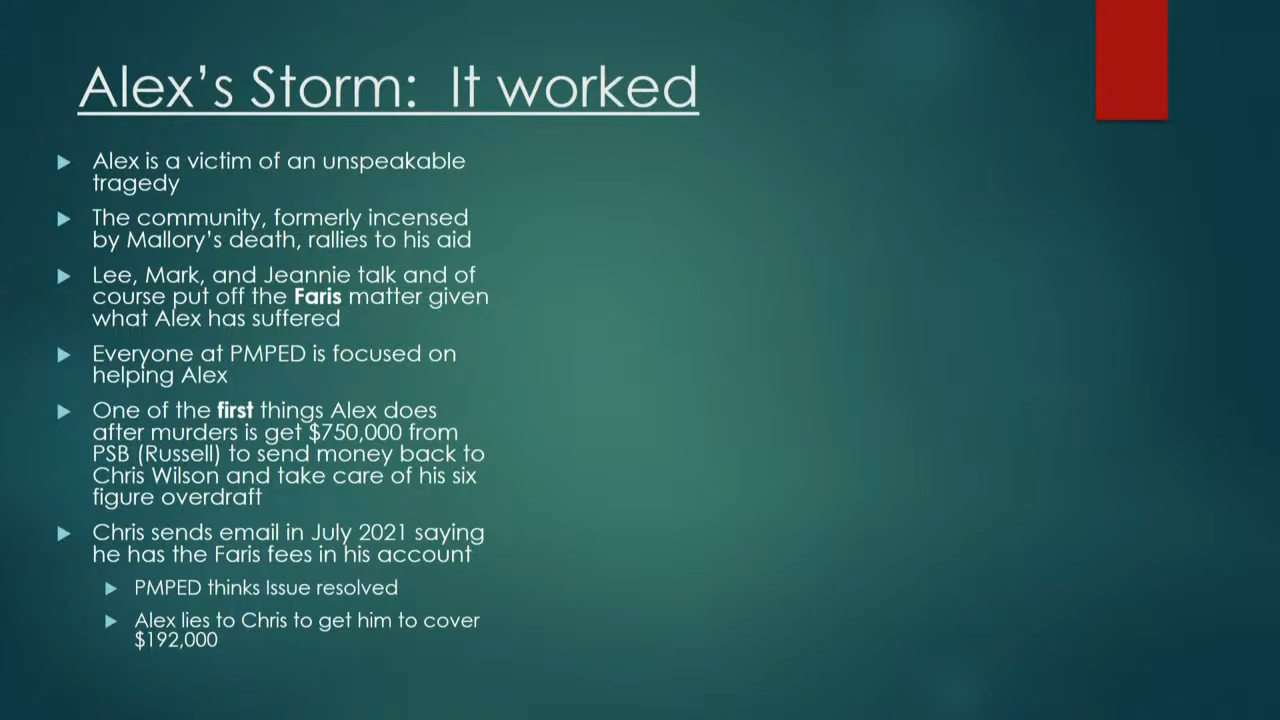 Alex's Storm: It worked
Alex is a victim of an unspeakable
tragedy
The community, formerly incensed
by Mallory's death, rallies to his aid
Lee, Mark, and Jeannie talk and of
course put off the Faris matter given
what Alex has suffered
Everyone at PMPED is focused on
helping Alex
One of the first things Alex does
after murders is get $750,000 from
PSB (Russell) to send money back to
Chris Wilson and take care of his six
figure overdraft
Chris sends email in July 2021 saying
he has the Faris fees in his account
PMPED thinks Issue resolved
Alex lies to Chris to get him to cover
$192,000